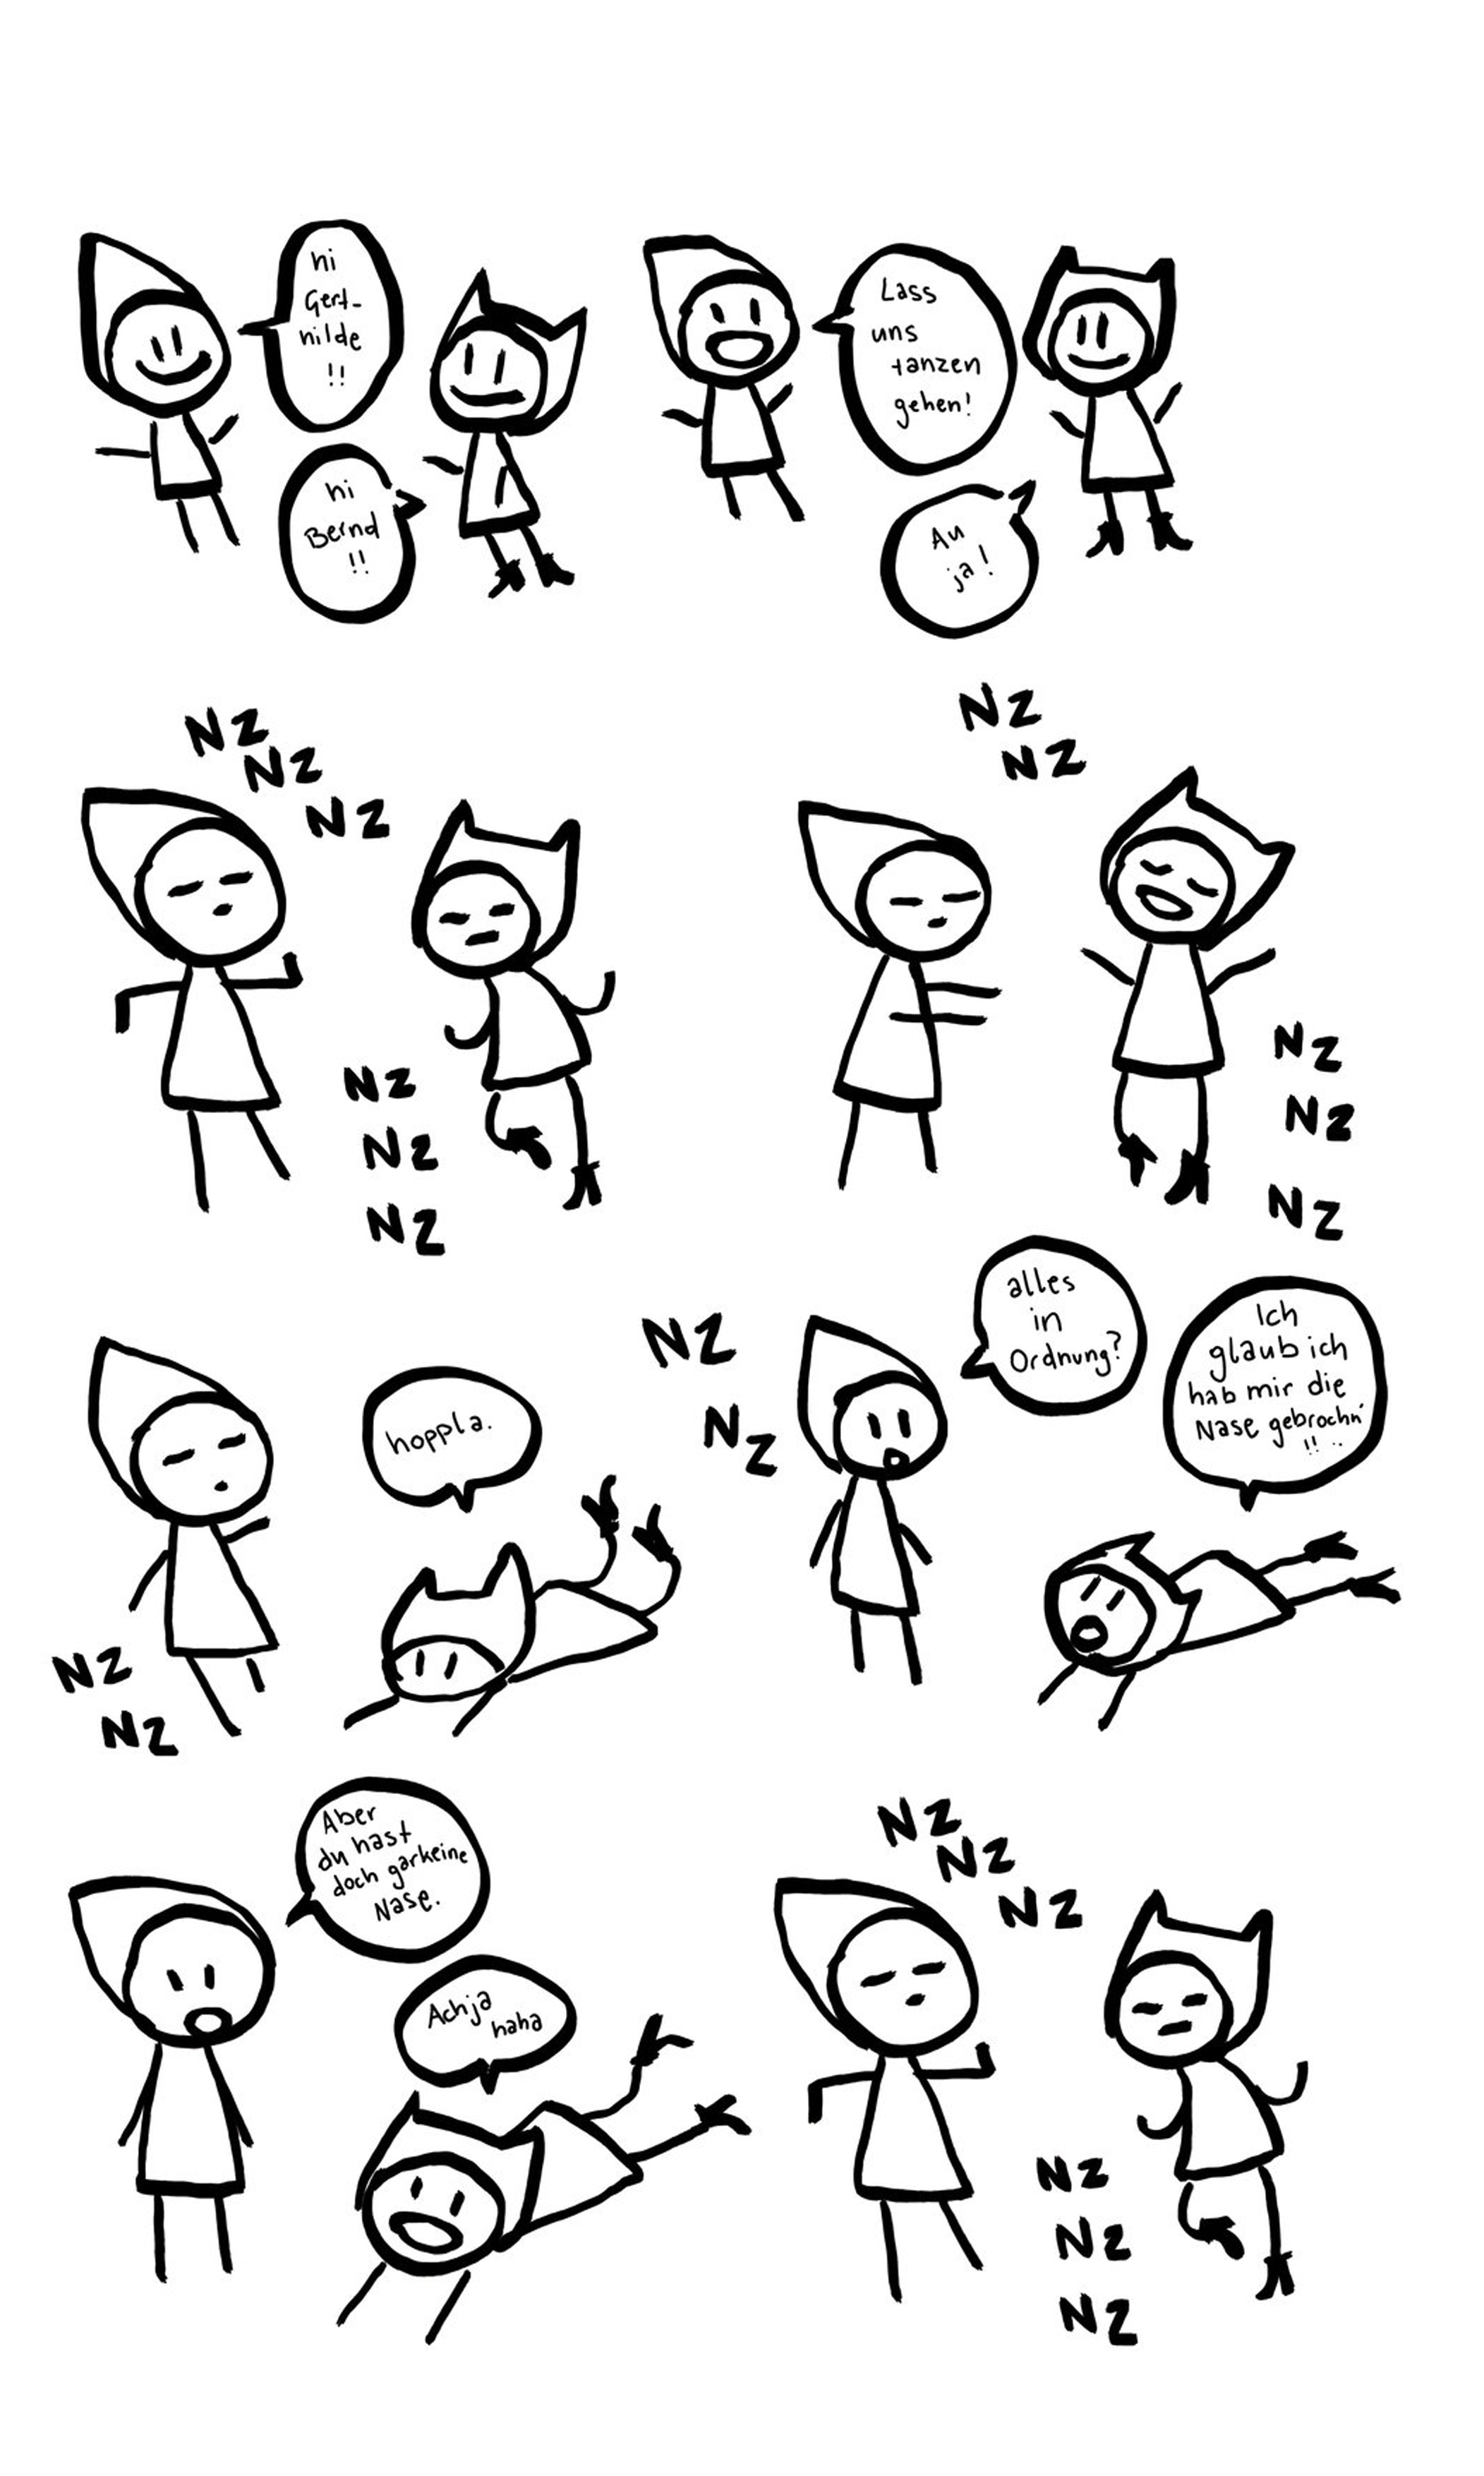 hi
Gert-
hilde
!!
hi
Bernd
!!
Lass
uns
tanzen
gehen!
Au
ja!
NZ
NZ
NZ
NZ
NZ
NZ
NZ
NZ
NZ
NZ
NZ
NZ
NZ
hoppla.
NZ
NZ
alles
in
Ordnung?
Ich
glaub ich
hab mir die
Nase gebrochn'
!!
Aber
du hast
doch garkeine
Nase.
Achja
haha
NZ
NZ
NZ
NZ
NZ
NZ